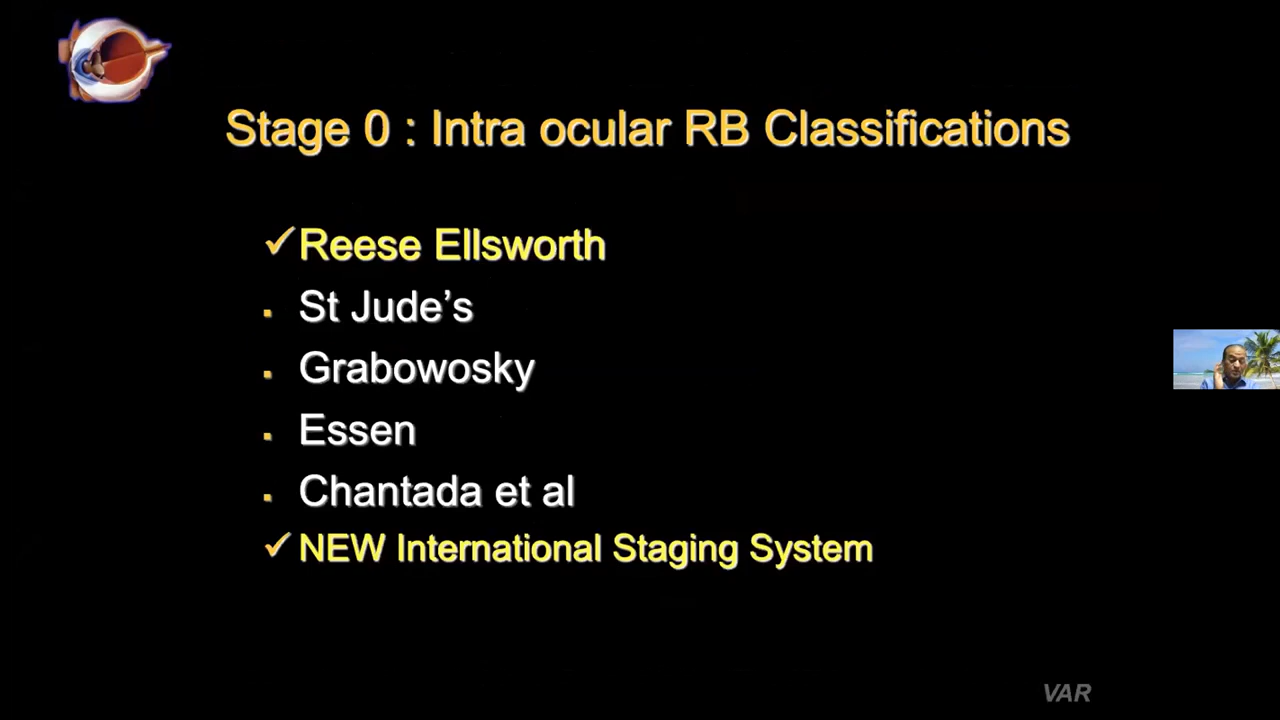 Stage 0 : Intra ocular RB Classifications
✓Reese Ellsworth
▪ St Jude’s
▪ Grabowosky
▪ Essen
▪ Chantada et al
✓NEW International Staging System
VAR